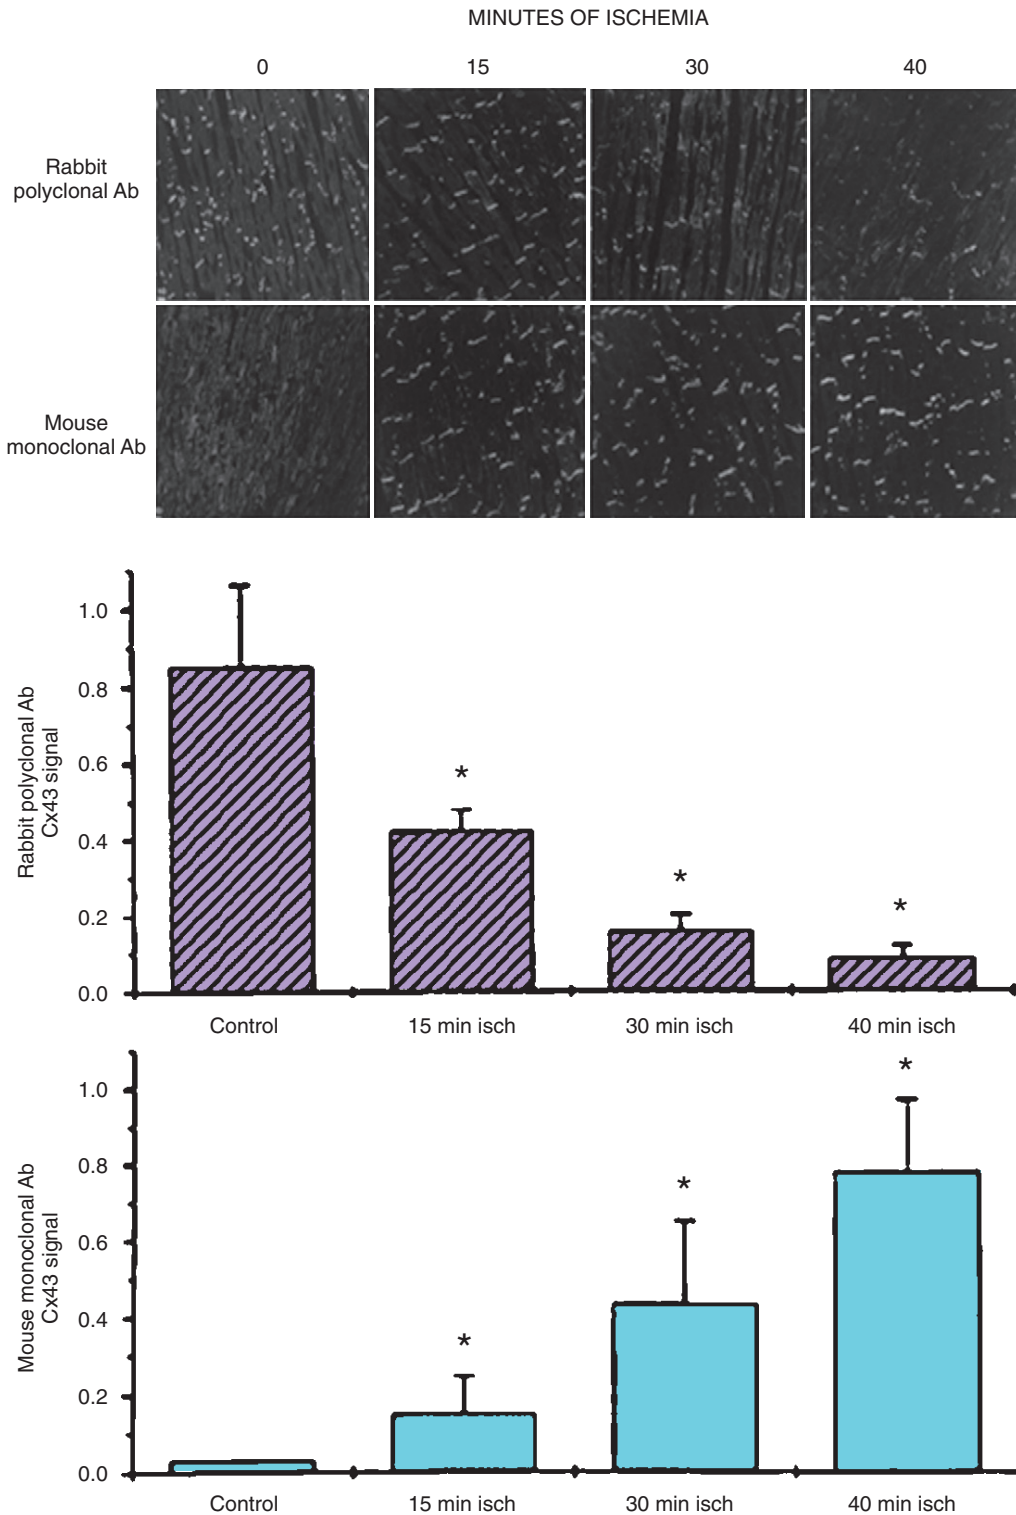 MINUTES OF ISCHEMIA
0 15 30 40
Rabbit
polyclonal Ab
Mouse
monoclonal Ab
Rabbit polyclonal Ab
Cx43 signal
1.0
0.8
0.6
0.4
0.2
0.0
*
*
*
Control 15 min isch 30 min isch 40 min isch
Mouse monoclonal Ab
Cx43 signal
1.0
0.8
0.6
0.4
0.2
0.0
*
*
*
Control 15 min isch 30 min isch 40 min isch